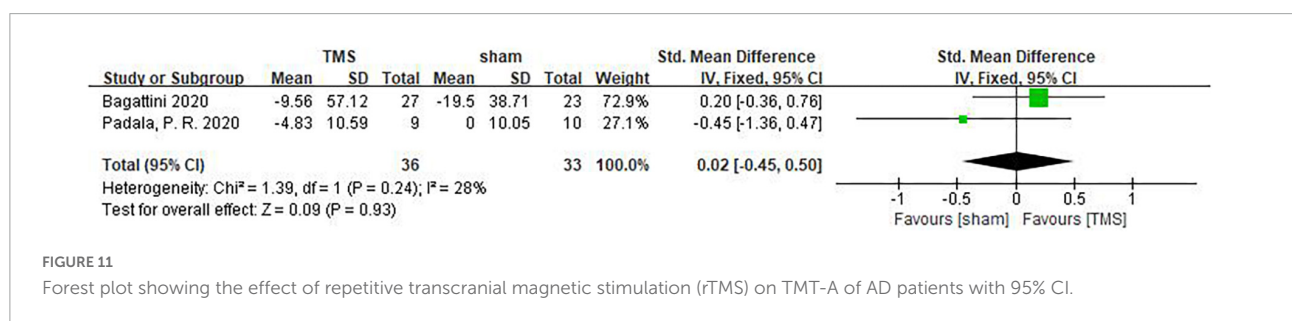 TMS sham Std. Mean Difference Std. Mean Difference
Study or Subgroup Mean SD Total Mean SD Total Weight IV, Fixed, 95% CI IV, Fixed, 95% CI
Bagattini 2020 -9.56 57.12 27 -19.5 38.71 23 72.9% 0.20 [-0.36, 0.76]
Padala, P. R. 2020 -4.83 10.59 9 0 10.05 10 27.1% -0.45 [-1.36, 0.47]
Total (95% CI) 36 33 100.0% 0.02 [-0.45, 0.50]
Heterogeneity: Chi² = 1.39, df = 1 (P = 0.24); I² = 28%
Test for overall effect: Z = 0.09 (P = 0.93)
-1 -0.5 0 0.5 1
Favours [sham] Favours [TMS]
FIGURE 11
Forest plot showing the effect of repetitive transcranial magnetic stimulation (rTMS) on TMT-A of AD patients with 95% CI.